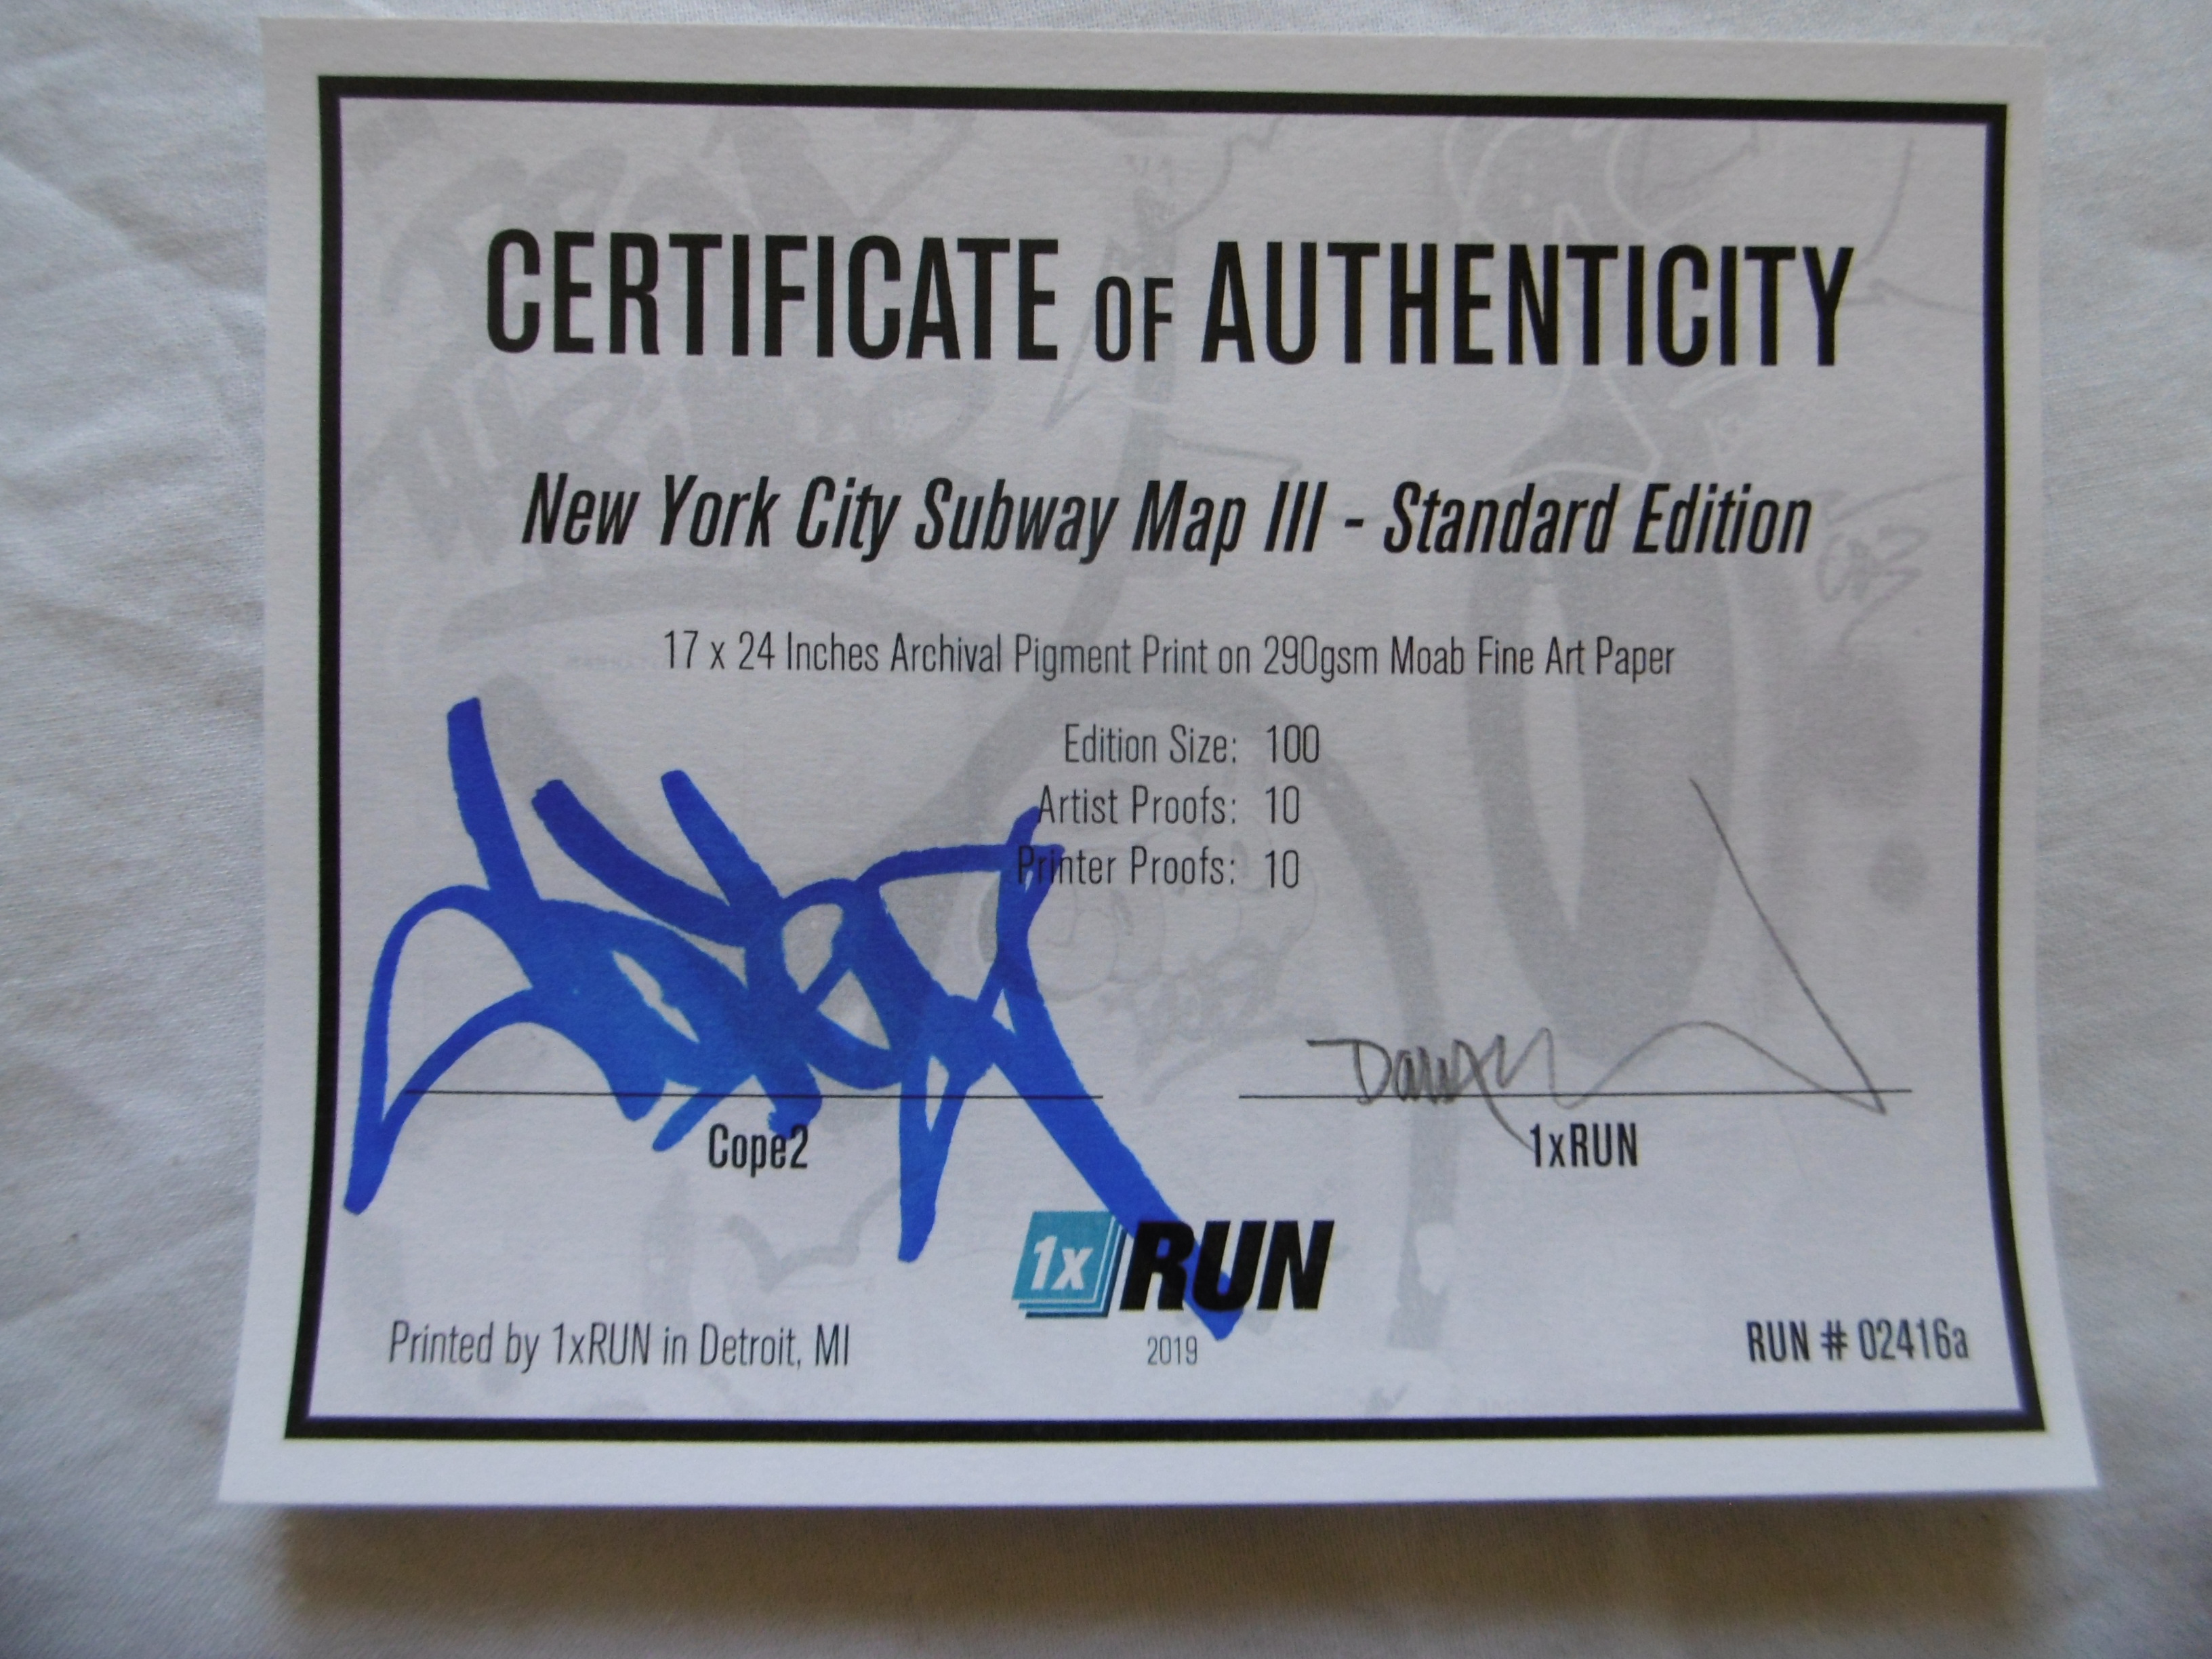 CERTIFICATE OF AUTHENTICITY
New York City Subway Map III - Standard Edition
17 x 24 Inches Archival Pigment Print on 290gsm Moab Fine Art Paper
Edition Size: 100
Artist Proofs: 10
Printer Proofs: 10
Cope2
1xRUN
1x RUN
2019
Printed by 1xRUN in Detroit, MI
RUN # 02416a